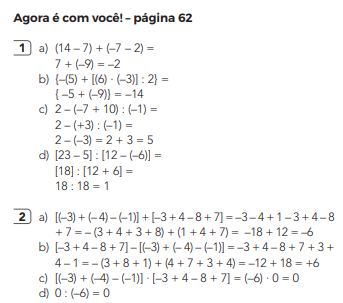 Agora é com você! – página 62
1 a) (14 – 7) + (–7 – 2) =
7 + (–9) = –2
b) {–(5) + [(6) · (–3)] : 2} =
{ –5 + (–9)} = –14
c) 2 – (–7 + 10) : (–1) =
2 – (+3) : (–1) =
2 – (–3) = 2 + 3 = 5
d) [23 – 5] : [12 – (–6)] =
[18] : [12 + 6] =
18 : 18 = 1
2 a) [(–3) + (–4) – (–1)] + [–3 + 4 – 8 + 7] = –3 – 4 + 1 – 3 + 4 – 8
+ 7 = – (3 + 4 + 3 + 8) + (1 + 4 + 7) = –18 + 12 = –6
b) [–3 + 4 – 8 + 7] – [(–3) + (– 4) – (–1)] = –3 + 4 – 8 + 7 + 3 +
4 – 1 = – (3 + 8 + 1) + (4 + 7 + 3 + 4) = –12 + 18 = +6
c) [(–3) + (–4) – (–1)] · [–3 + 4 – 8 + 7] = (–6) · 0 = 0
d) 0 : (–6) = 0